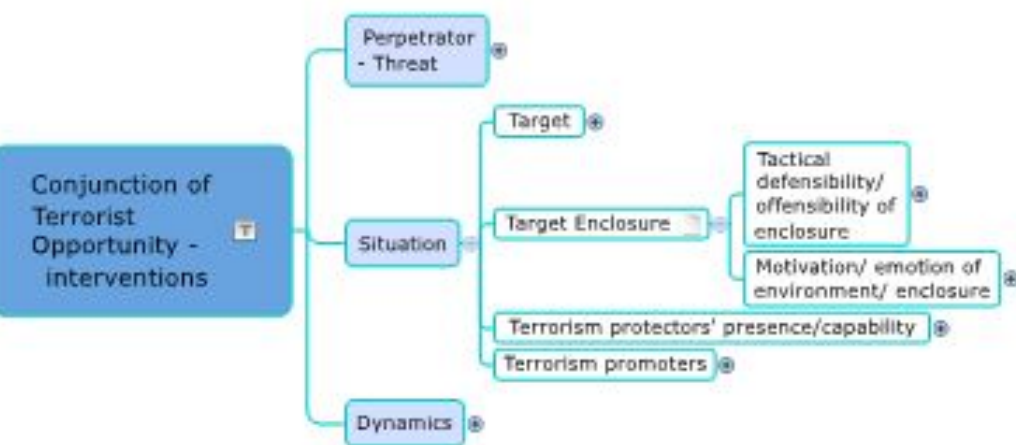 Conjunction of
Terrorist
Opportunity -
interventions
Perpetrator
- Threat
Situation
Dynamics
Target
Target Enclosure
Terrorism protectors' presence/capability
Terrorism promoters
Tactical
defensibility/
offensibility of
enclosure
Motivation/ emotion of
environment/ enclosure